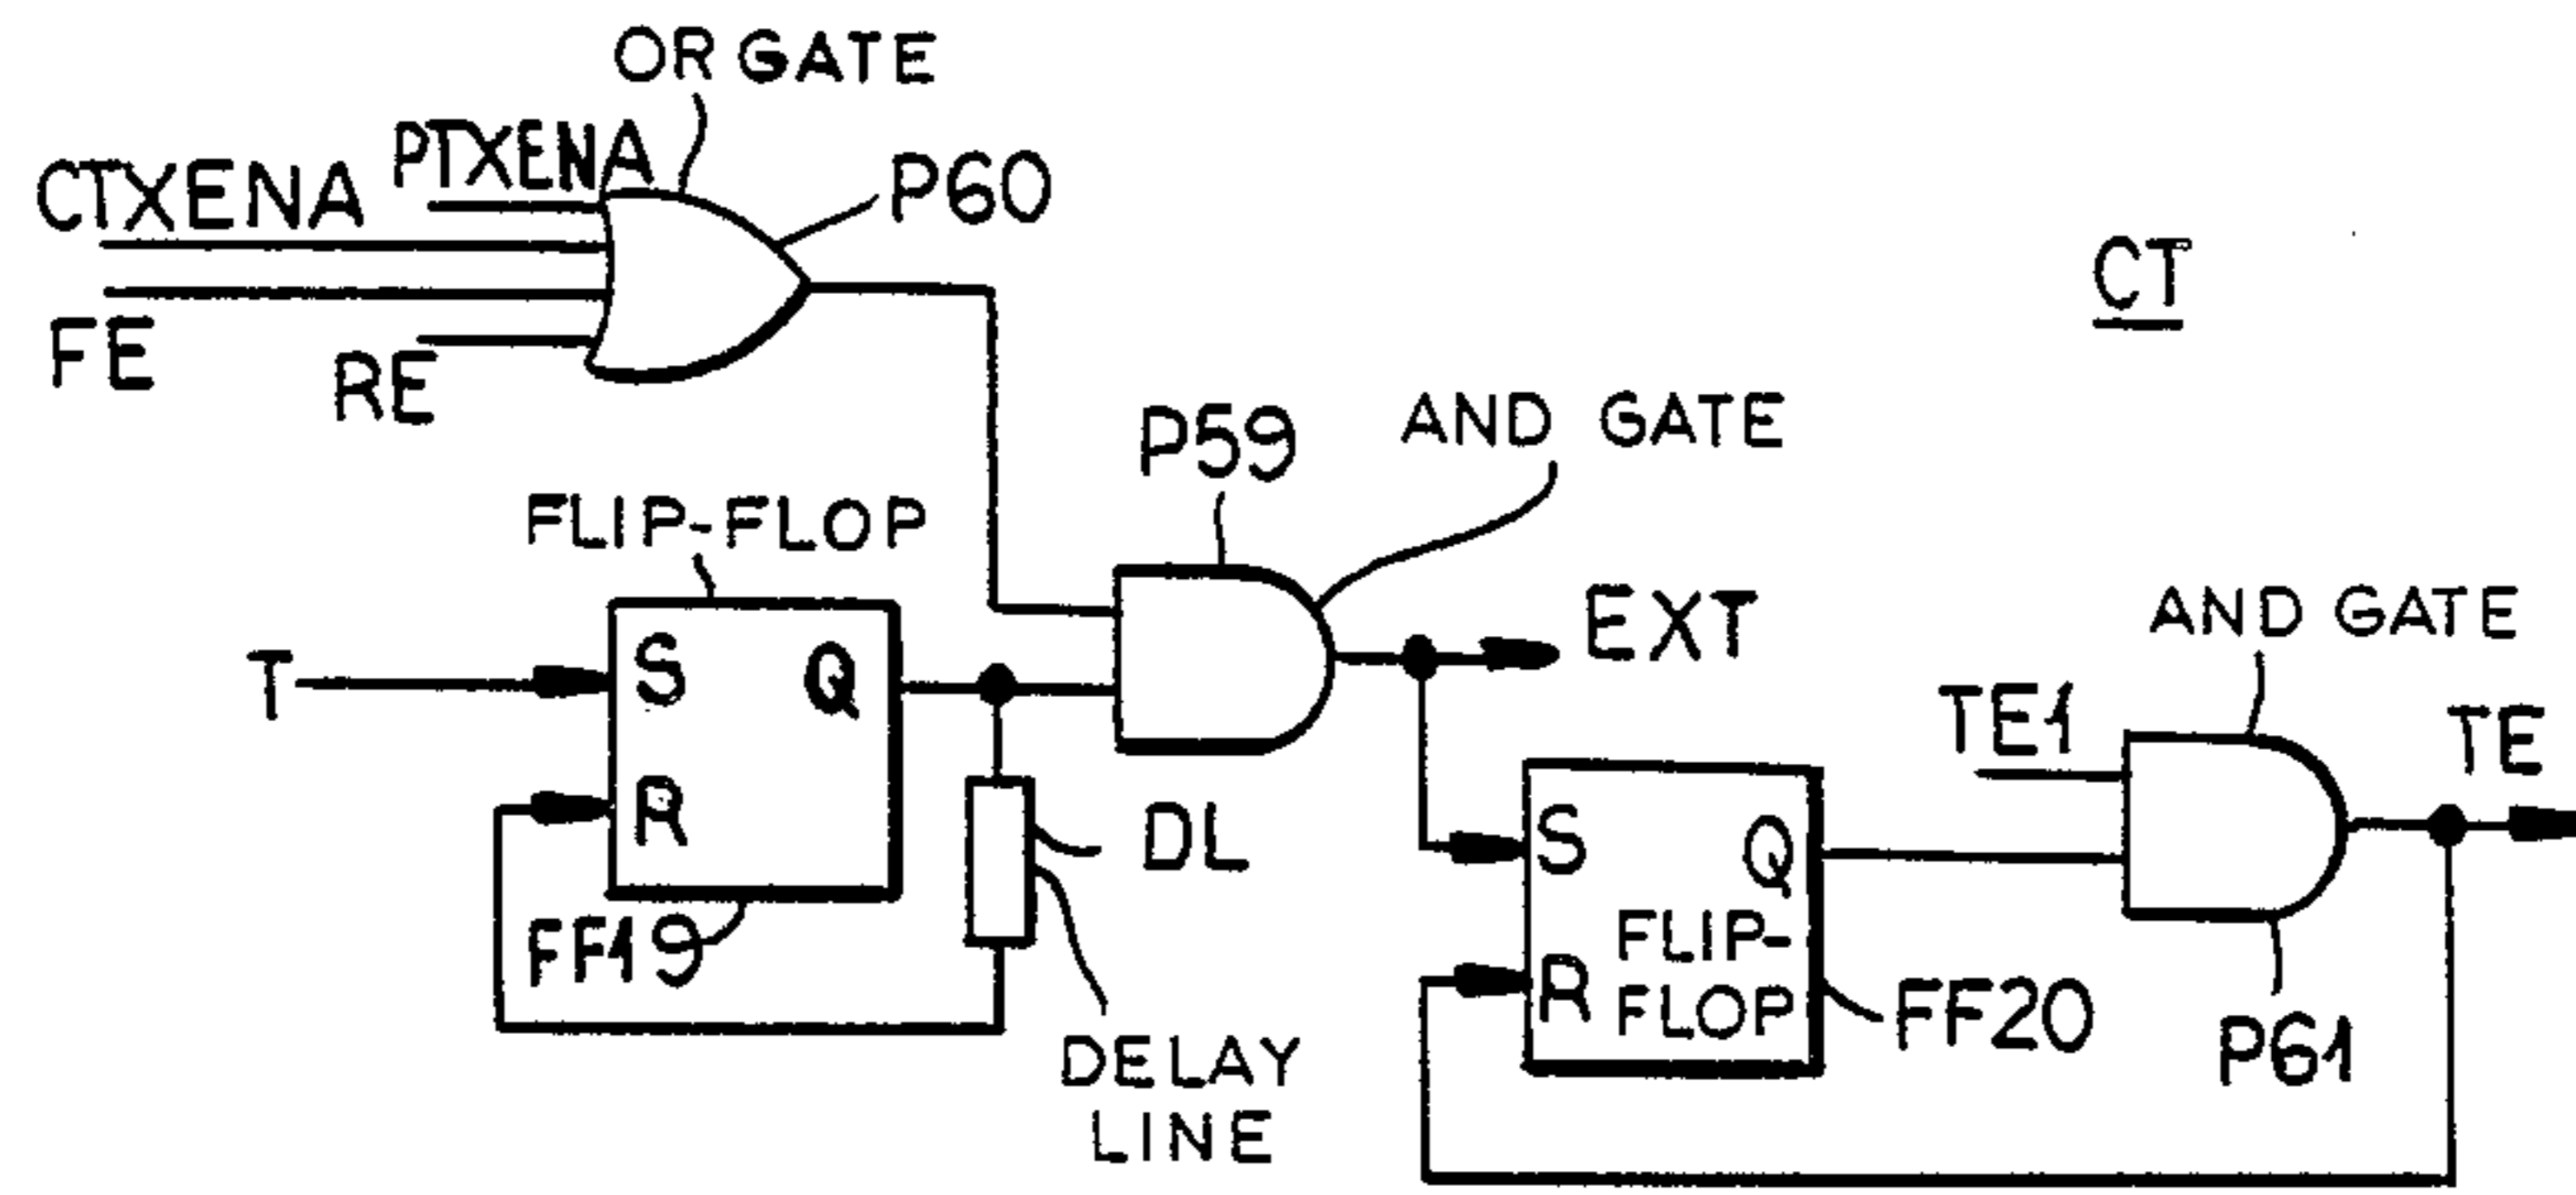 OR GATE
PTXENA
CTXENA
P60
FE
RE
CT
P59
AND GATE
FLIP-FLOP
T
S
Q
R
FF19
DL
DELAY
LINE
EXT
AND GATE
TE1
TE
S
Q
R
FLIP-
FLOP
FF20
P61